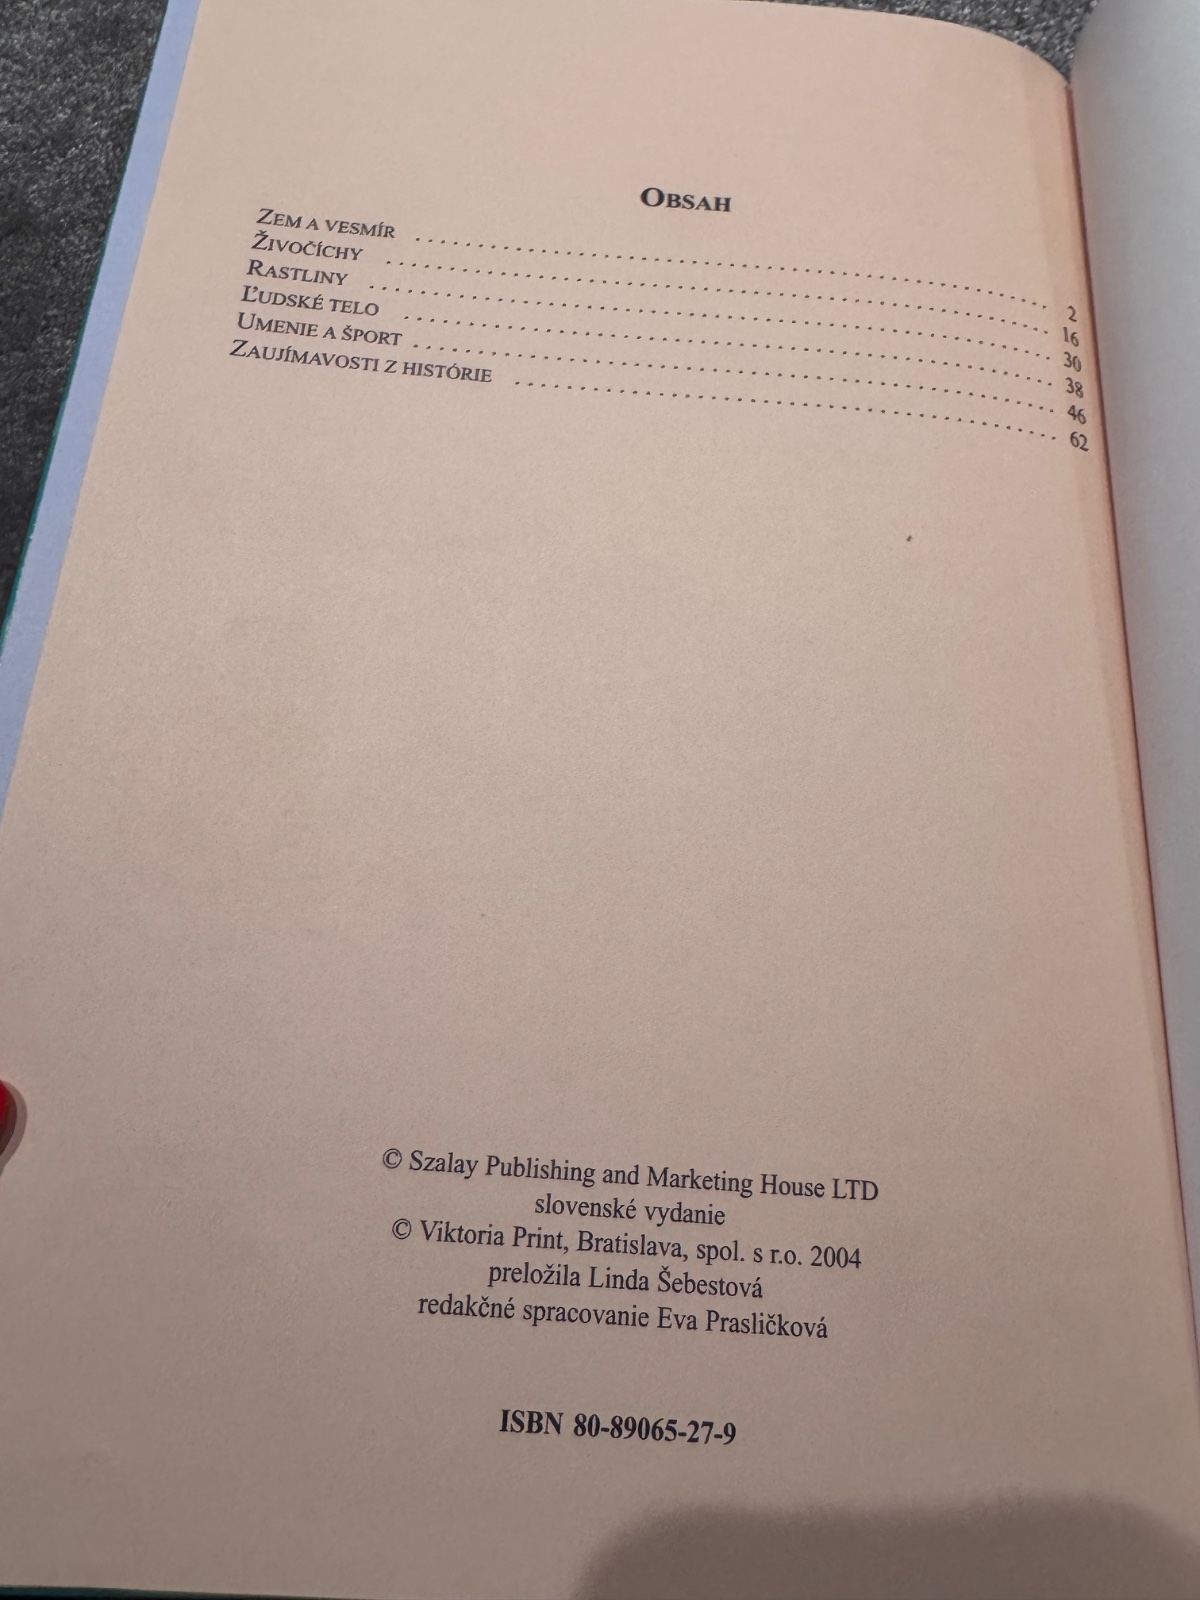 Obsah
Zem a vesmír ........................................ 2
Živočíchy ........................................ 16
Rastliny ........................................ 30
Ľudské telo ........................................ 38
Umenie a šport ........................................ 46
Zaujímavosti z histórie ........................................ 62
© Szalay Publishing and Marketing House LTD
slovenské vydanie
© Viktoria Print, Bratislava, spol. s r.o. 2004
preložila Linda Šebestová
redakčné spracovanie Eva Prasličková
ISBN 80-89065-27-9